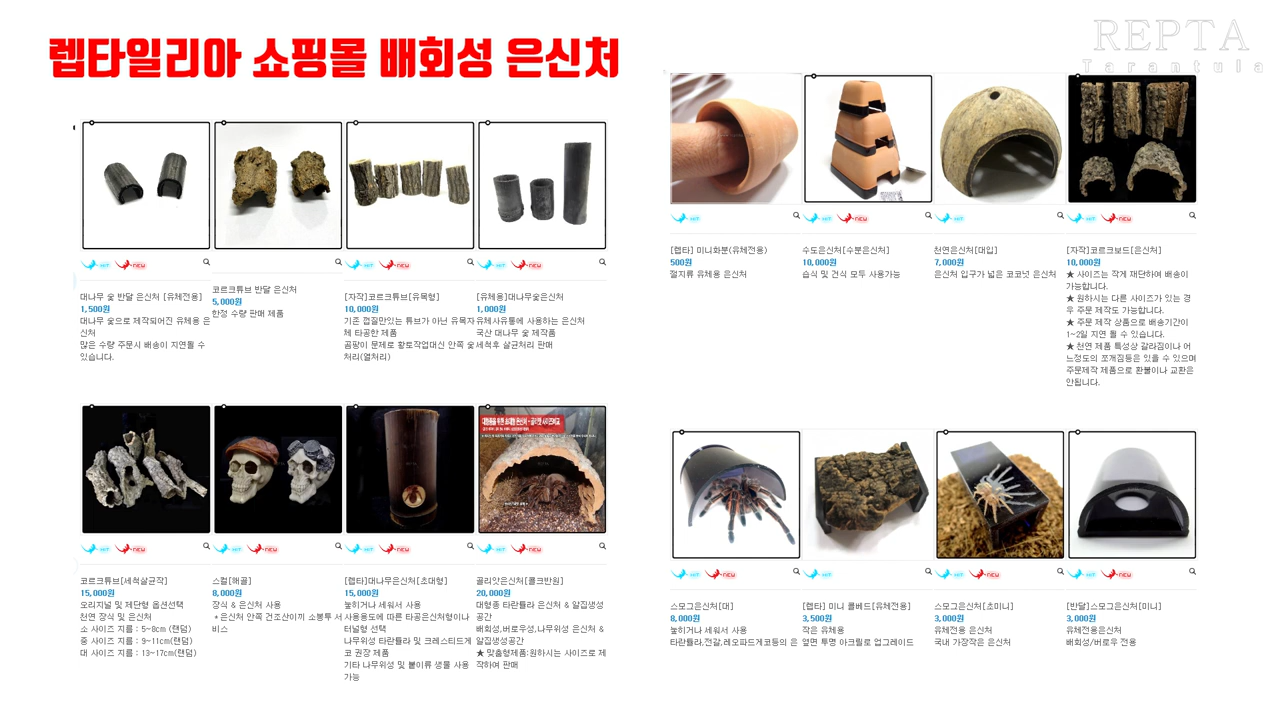 렙타일리아 쇼핑몰 배회성 은신처
REPTA
Tarantula
대나무 숯 반달 은신처 [유체전용]
1,500원
대나무 숯으로 제작되어진 유체용 은
신처
많은 수량 주문시 배송이 지연될 수
있습니다.
코르크튜브 반달 은신처
5,000원
한정 수량 판매 제품
[자작]코르크튜브[유목형]
10,000원
기존 껍질만있는 튜브가 아닌 유목자
체 타공한 제품
곰팡이 문제로 황토작업대신 안쪽 숯
처리(열처리)
[유체용]대나무숯은신처
1,000원
유체사육통에 사용하는 은신처
국산 대나무 숯 제작품
세척후 살균처리 판매
코르크튜브[세척살균작]
15,000원
오리지널 및 재단형 옵션선택
천연 장식 및 은신처
소 사이즈 지름 : 5~8cm (랜덤)
중 사이즈 지름 : 9~11cm(랜덤)
대 사이즈 지름 : 13~17cm(랜덤)
스컬[해골]
8,000원
장식 & 은신처 사용
*은신처 안쪽 건조산이끼 소봉투 서
비스
[렙타]대나무은신처[초대형]
15,000원
눞히거나 세워서 사용
사용용도에 따른 타공은신처형이나
터널형 선택
나무위성 타란튤라 및 크레스티드게
코 권장 제품
기타 나무위성 및 붙이류 생물 사용
가능
골리앗은신처[콜크반원]
20,000원
대형종 타란튤라 은신처 & 알집생성
공간
배회성,버로우성,나무위성 은신처 &
알집생성공간
★ 맞춤형제품:원하시는 사이즈로 제
작하여 판매
[렙타] 미니화분(유체전용)
500원
절지류 유체용 은신처
수도은신처[수분은신처]
10,000원
습식 및 건식 모두 사용가능
천연은신처[대입]
7,000원
은신처 입구가 넓은 코코넛 은신처
[자작]코르크보드[은신처]
10,000원
★ 사이즈는 작게 재단하여 배송이
가능합니다.
★ 원하시는 다른 사이즈가 있는 경
우 주문 제작도 가능합니다.
★ 주문 제작 상품으로 배송기간이
1~2일 지연 될 수 있습니다.
★ 천연 제품 특성상 갈라짐이나 어
느정도의 쪼개짐등은 있을 수 있으며
주문제작 제품으로 환불이나 교환은
안됩니다.
스모그은신처[대]
8,000원
눞히거나 세워서 사용
타란튤라,전갈,레오파드게코등의 은
[렙타] 미니 콜베드[유체전용]
3,500원
작은 유체용
옆면 투명 아크릴로 업그레이드
스모그은신처[초미니]
3,000원
유체전용 은신처
국내 가장작은 은신처
[반달]스모그은신처[미니]
3,000원
유체전용은신처
배회성/버로우 전용